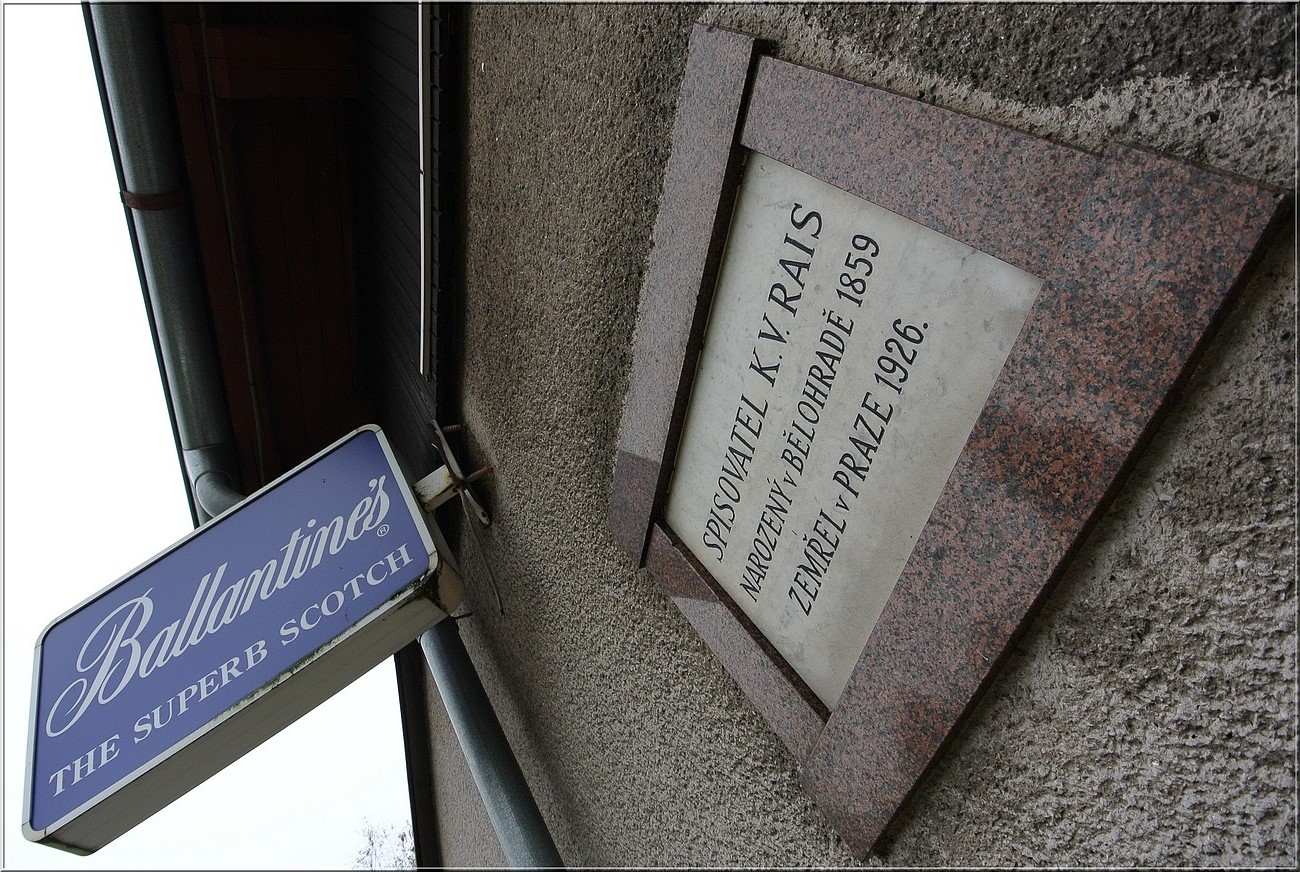 Ballantine's®
THE SUPERB SCOTCH
SPISOVATEL K. V. RAIS
NAROZENÝ v BĚLOHRADĚ 1859
ZEMŘEL v PRAZE 1926.